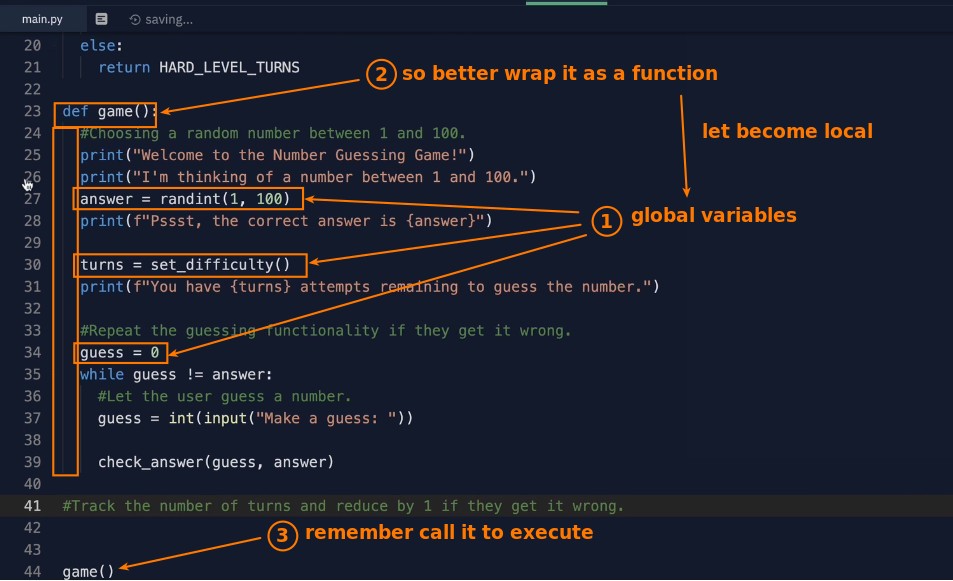 main.py saving...
20 else:
21 return HARD_LEVEL_TURNS
② so better wrap it as a function
22
23 def game():
24 #Choosing a random number between 1 and 100.
let become local
25 print("Welcome to the Number Guessing Game!")
26 print("I'm thinking of a number between 1 and 100.")
27 answer = randint(1, 100)
28 print(f"Pssst, the correct answer is {answer}")
① global variables
29
30 turns = set_difficulty()
31 print(f"You have {turns} attempts remaining to guess the number.")
32
33 #Repeat the guessing functionality if they get it wrong.
34 guess = 0
35 while guess != answer:
36 #Let the user guess a number.
37 guess = int(input("Make a guess: "))
38
39 check_answer(guess, answer)
40
41 #Track the number of turns and reduce by 1 if they get it wrong.
42
③ remember call it to execute
43
44 game()